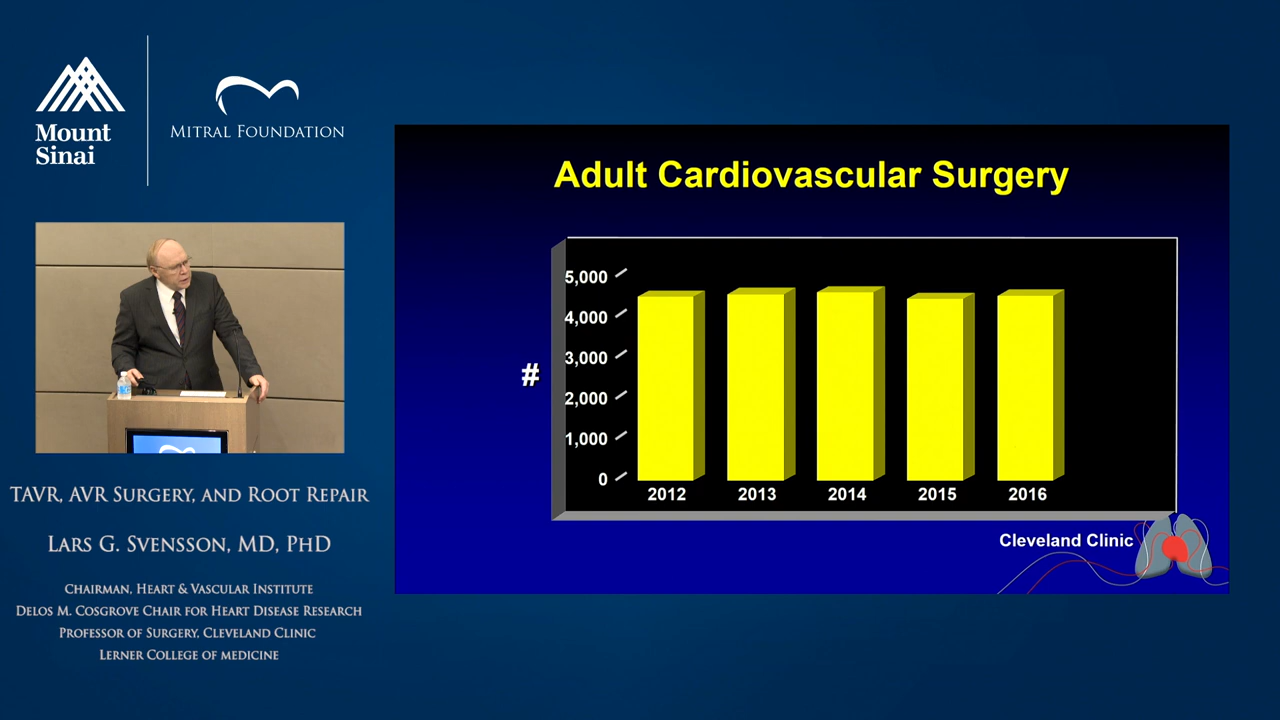 Mount
Sinai
Mitral Foundation
TAVR, AVR Surgery, and Root Repair
Lars G. Svensson, MD, PhD
Chairman, Heart & Vascular Institute
Delos M. Cosgrove Chair for Heart Disease Research
Professor of Surgery, Cleveland Clinic
Lerner College of medicine
Adult Cardiovascular Surgery
#
5,000
4,000
3,000
2,000
1,000
0
2012 2013 2014 2015 2016
Cleveland Clinic